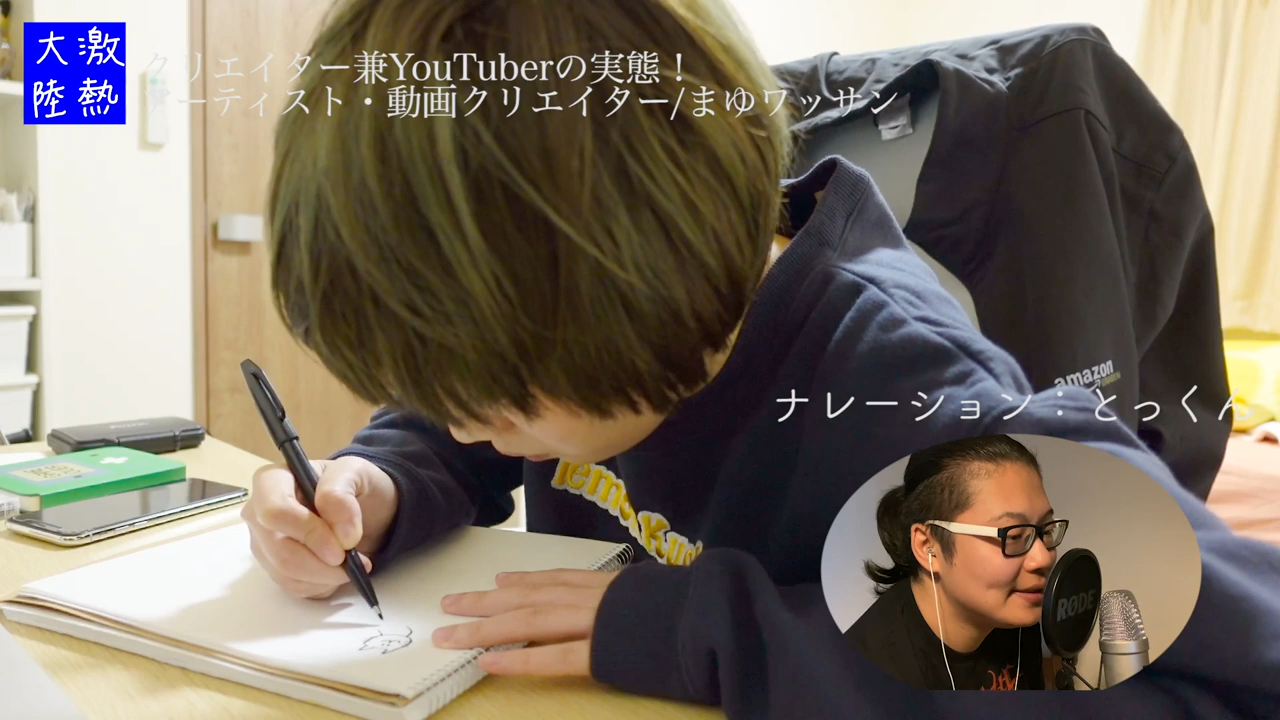 激熱
大陸
クリエイター兼YouTuberの実態！
アーティスト・動画クリエイター/まゆワッサン
amazon
ナレーション：とっくん
RØDE